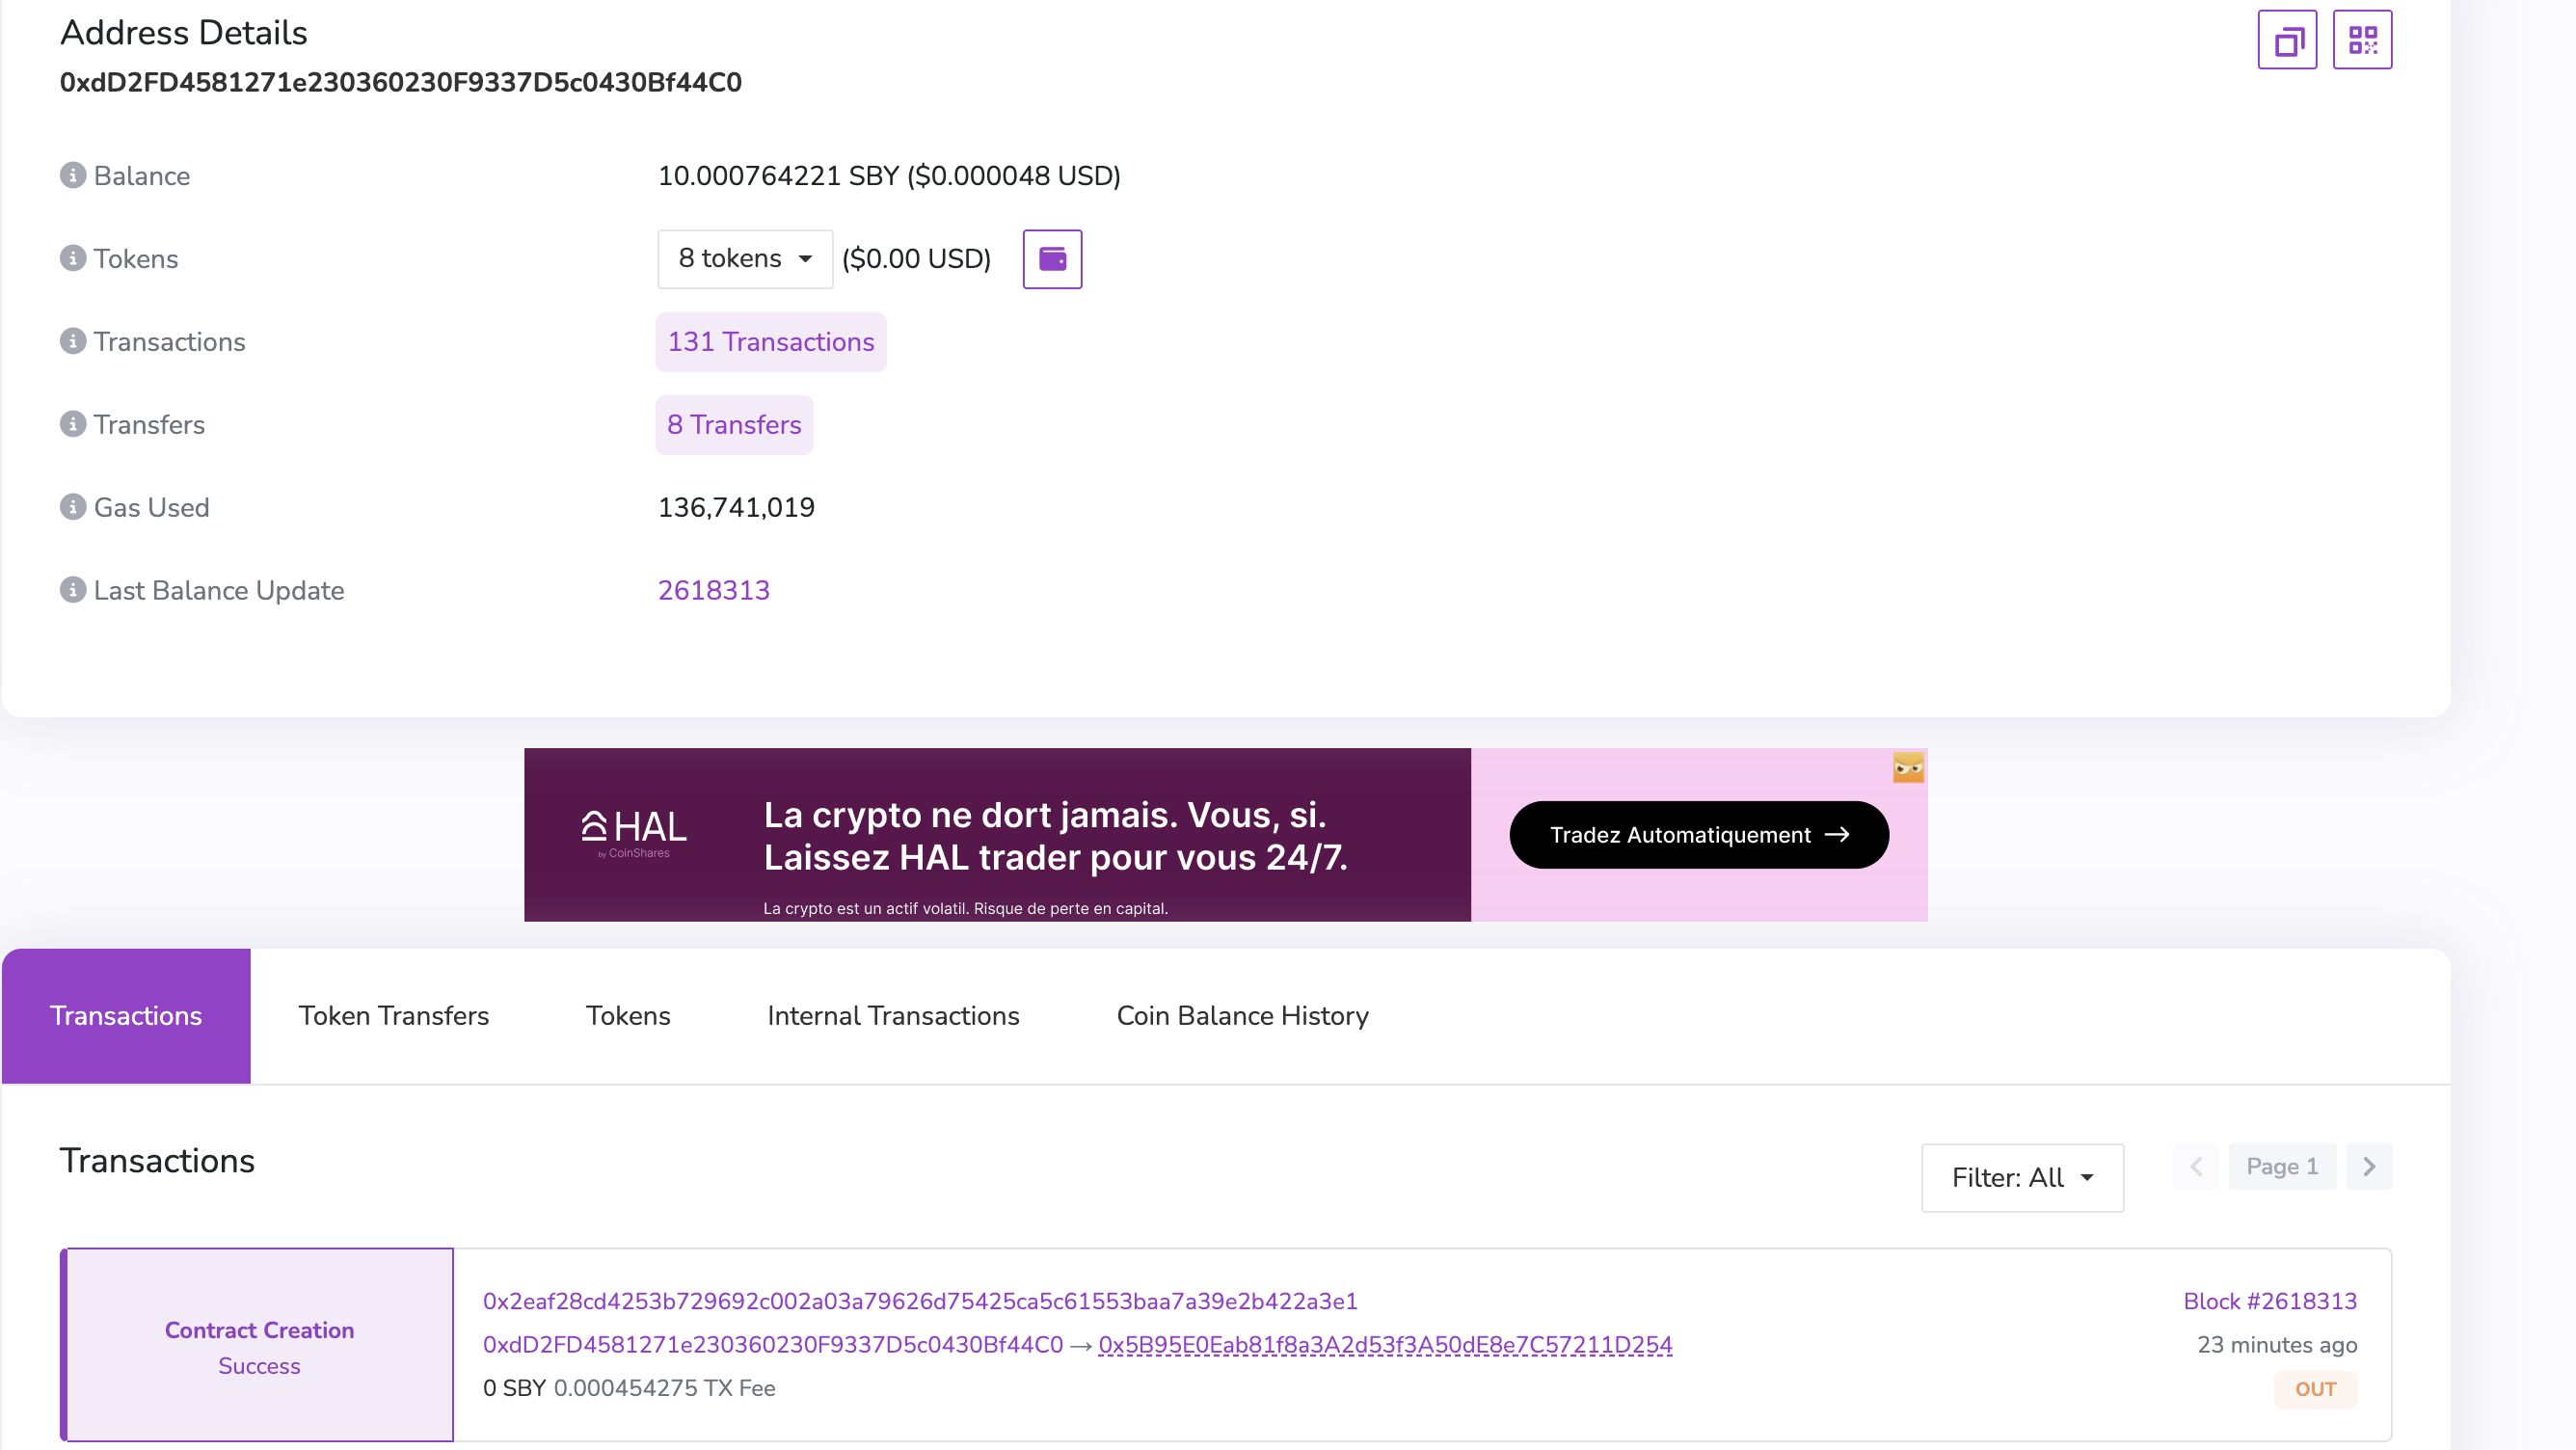 Address Details
0xdD2FD4581271e230360230F9337D5c0430Bf44C0
Balance 10.000764221 SBY ($0.000048 USD)
Tokens 8 tokens ($0.00 USD)
Transactions 131 Transactions
Transfers 8 Transfers
Gas Used 136,741,019
Last Balance Update 2618313
HAL
by CoinShares
La crypto ne dort jamais. Vous, si.
Laissez HAL trader pour vous 24/7.
La crypto est un actif volatil. Risque de perte en capital.
Tradez Automatiquement →
Transactions Token Transfers Tokens Internal Transactions Coin Balance History
Transactions
Filter: All Page 1
Contract Creation
Success
0x2eaf28cd4253b729692c002a03a79626d75425ca5c61553baa7a39e2b422a3e1
0xdD2FD4581271e230360230F9337D5c0430Bf44C0 → 0x5B95E0Eab81f8a3A2d53f3A50dE8e7C57211D254
0 SBY 0.000454275 TX Fee
Block #2618313
23 minutes ago
OUT